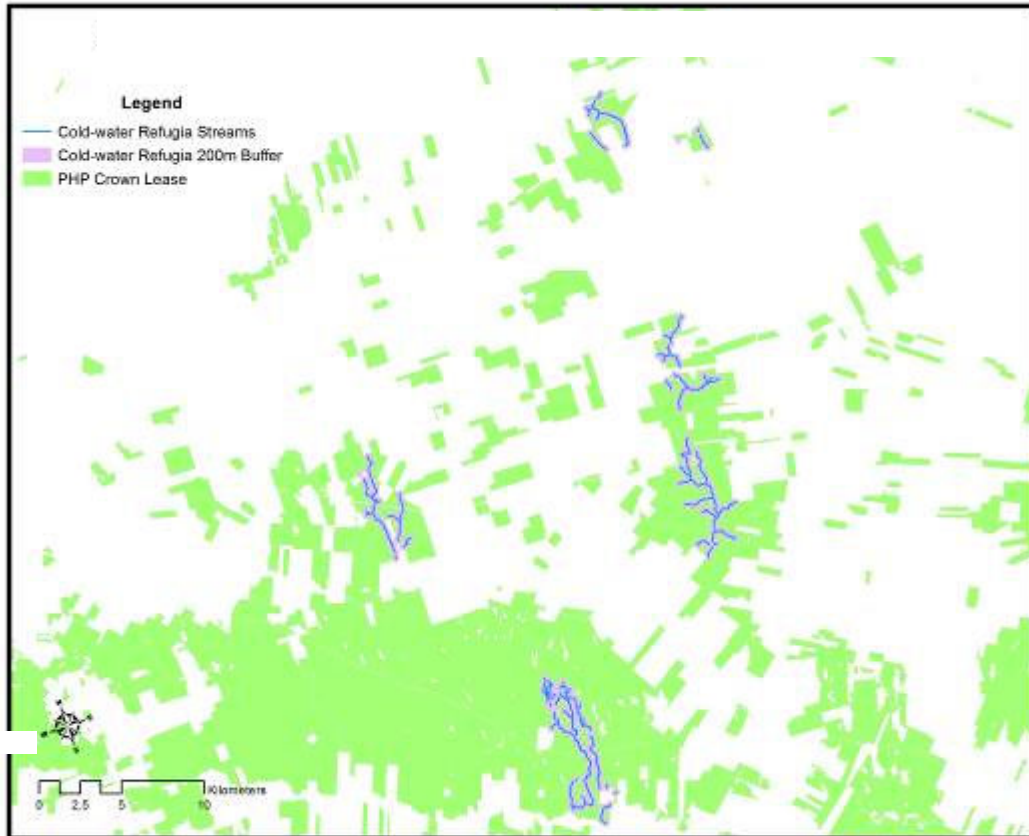 Legend
Cold-water Refugia Streams
Cold-water Refugia 200m Buffer
PHP Crown Lease
Kilometers
0 2.5 5 10